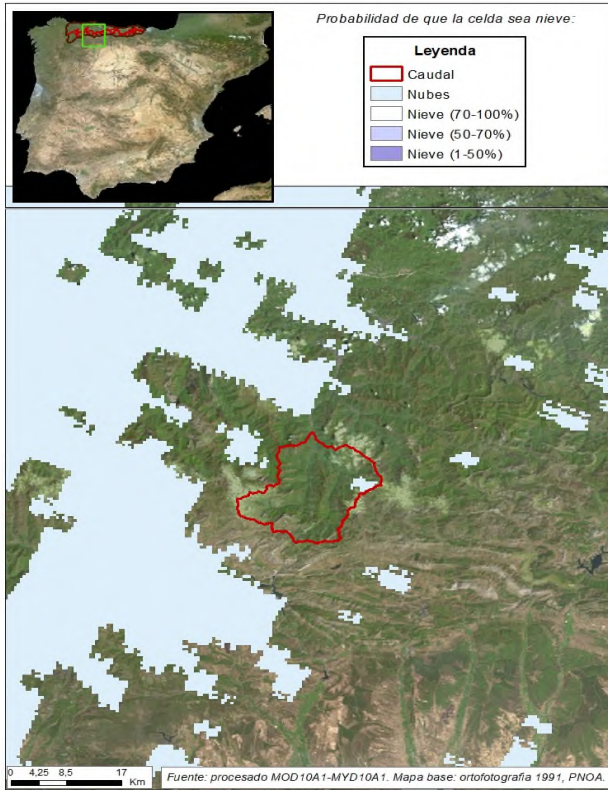 Probabilidad de que la celda sea nieve:
Leyenda
Caudal
Nubes
Nieve (70-100%)
Nieve (50-70%)
Nieve (1-50%)
0 4,25 8,5 17
Km
Fuente: procesado MOD10A1-MYD10A1. Mapa base: ortofotografía 1991, PNOA.